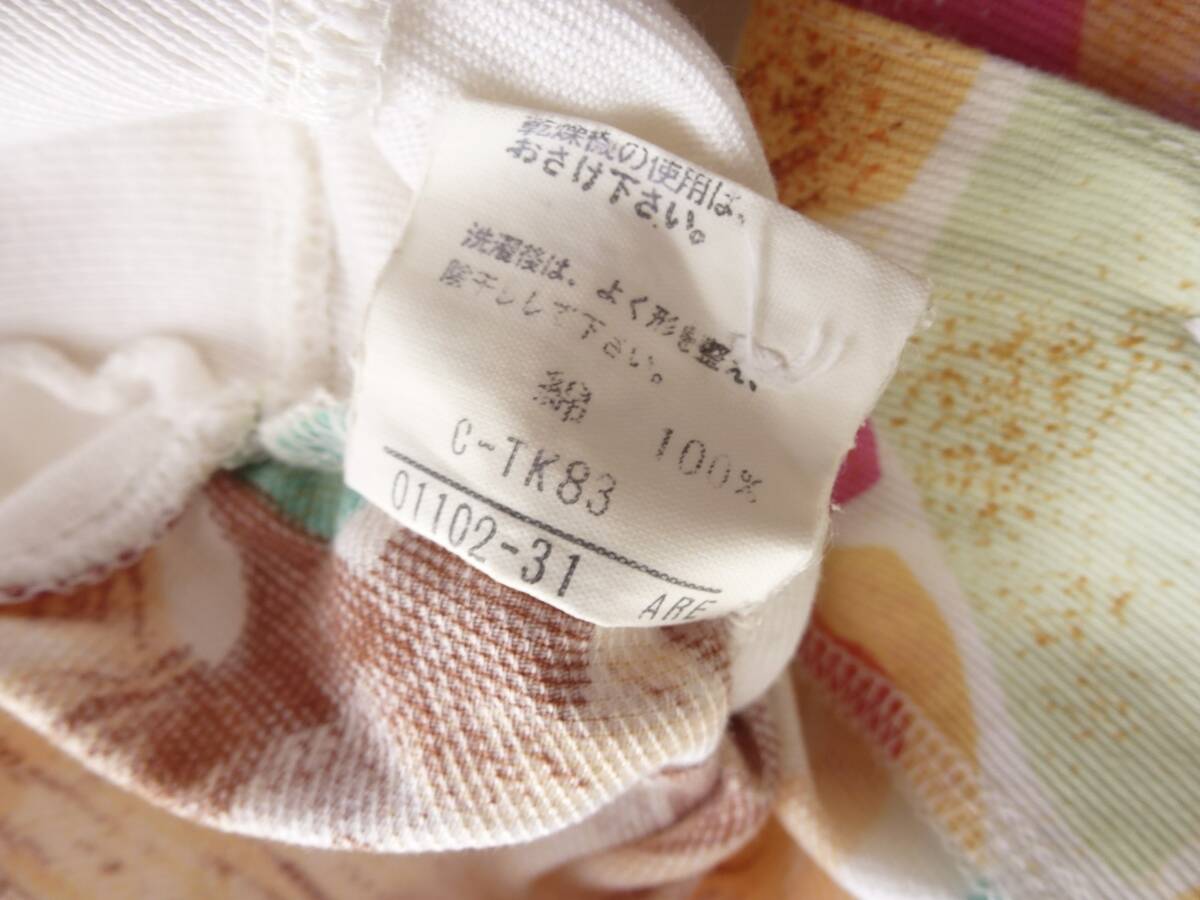 乾燥機の使用は、
おさけ下さい。
洗濯後は、よく形を整え、
陰干しして下さい。
綿 100%
C-TK83
01102-31
ARE